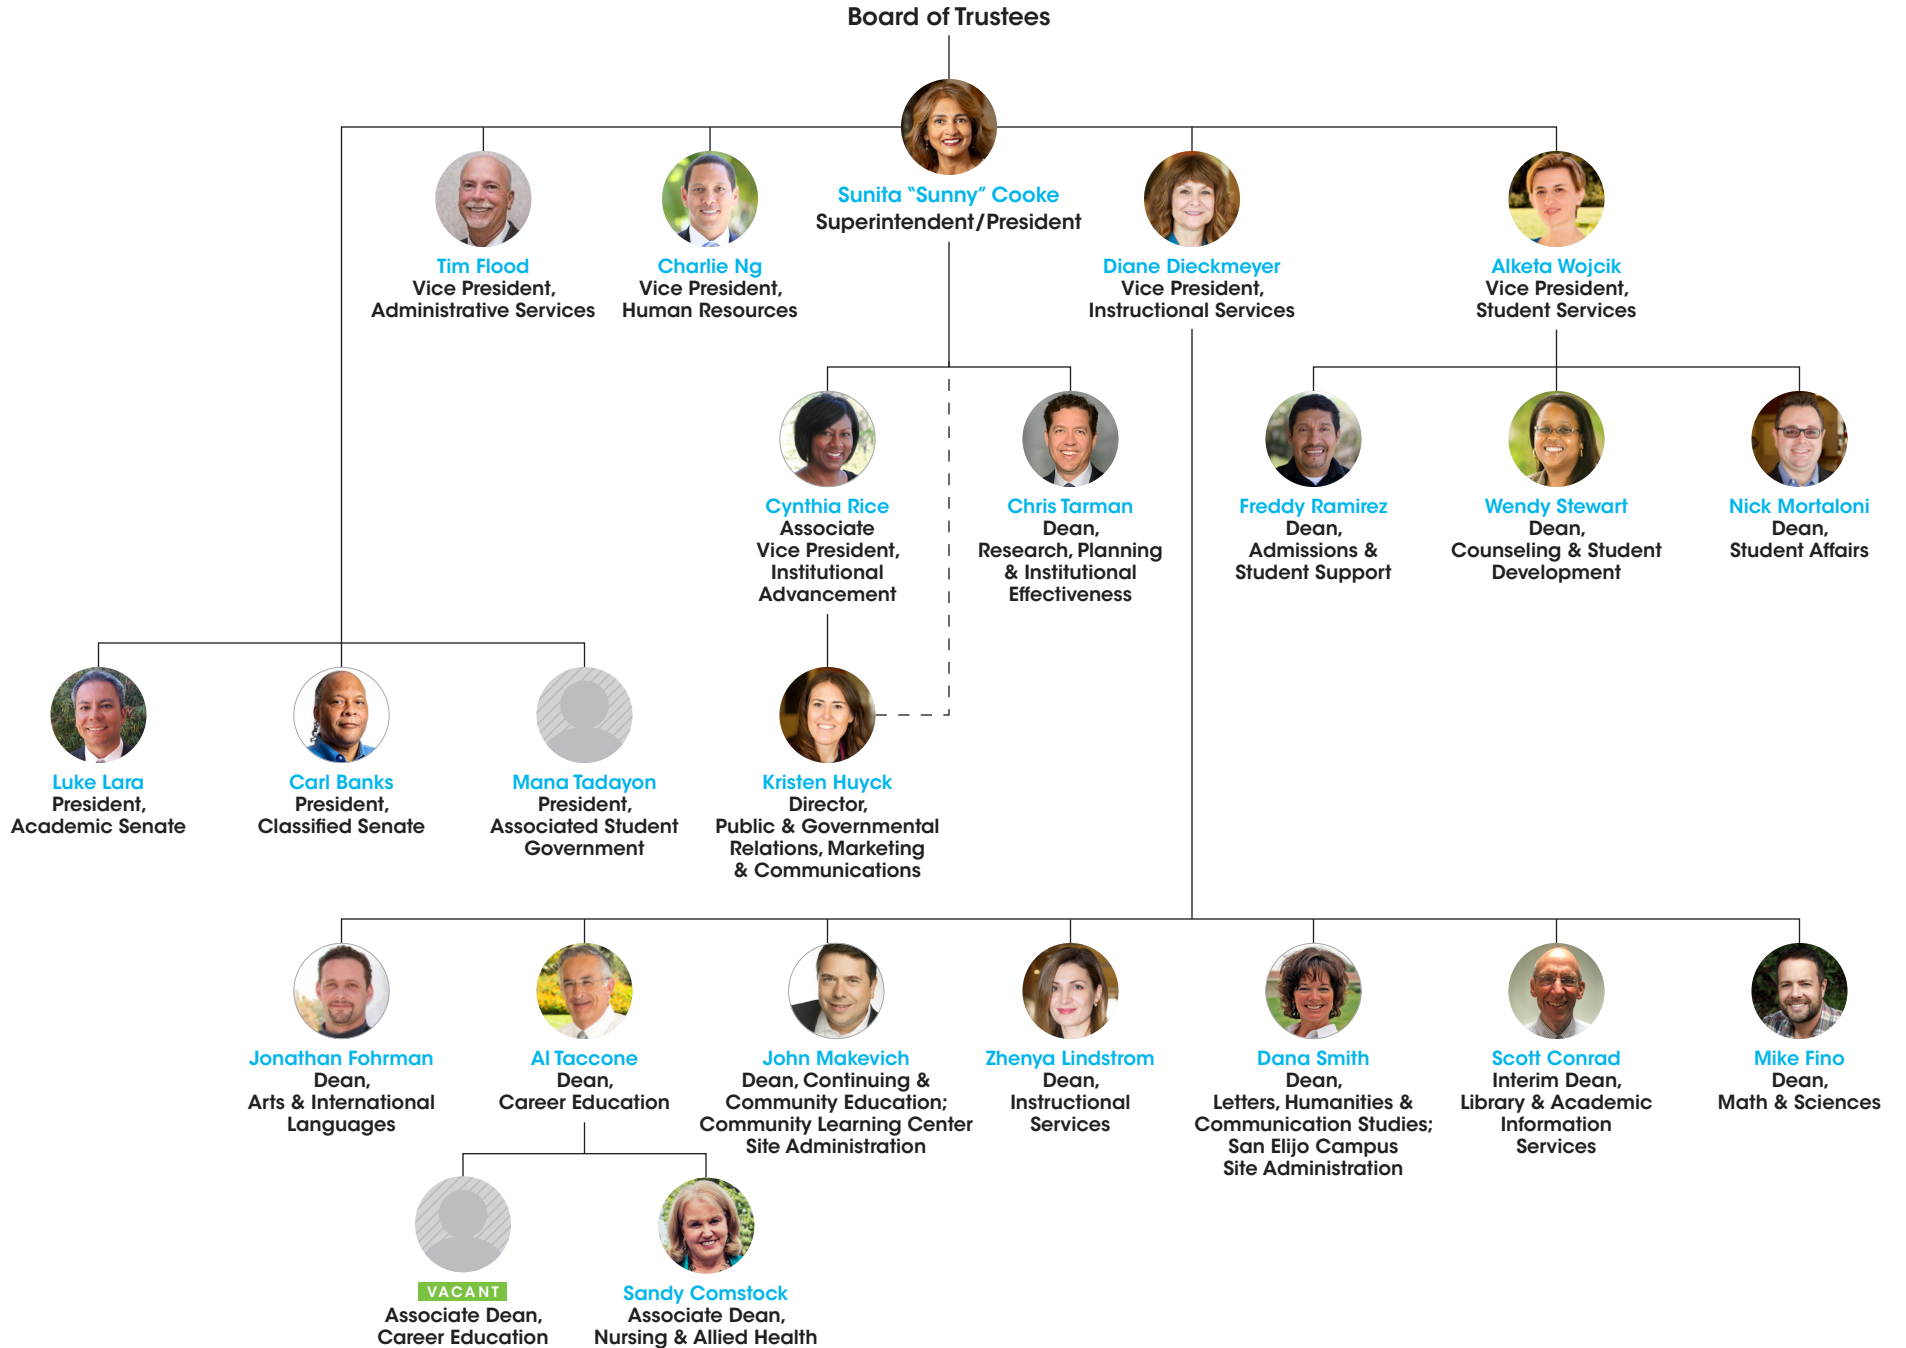 Board of Trustees
Sunita “Sunny” Cooke
Superintendent/President
Tim Flood
Vice President,
Administrative Services
Charlie Ng
Vice President,
Human Resources
Diane Dieckmeyer
Vice President,
Instructional Services
Alketa Wojcik
Vice President,
Student Services
Cynthia Rice
Associate
Vice President,
Institutional
Advancement
Chris Tarman
Dean,
Research, Planning
& Institutional
Effectiveness
Freddy Ramirez
Dean,
Admissions &
Student Support
Wendy Stewart
Dean,
Counseling & Student
Development
Nick Mortaloni
Dean,
Student Affairs
Luke Lara
President,
Academic Senate
Carl Banks
President,
Classified Senate
Mana Tadayon
President,
Associated Student
Government
Kristen Huyck
Director,
Public & Governmental
Relations, Marketing
& Communications
Jonathan Fohrman
Dean,
Arts & International
Languages
Al Taccone
Dean,
Career Education
John Makevich
Dean, Continuing &
Community Education;
Community Learning Center
Site Administration
Zhenya Lindstrom
Dean,
Instructional
Services
Dana Smith
Dean,
Letters, Humanities &
Communication Studies;
San Elijo Campus
Site Administration
Scott Conrad
Interim Dean,
Library & Academic
Information
Services
Mike Fino
Dean,
Math & Sciences
VACANT
Associate Dean,
Career Education
Sandy Comstock
Associate Dean,
Nursing & Allied Health